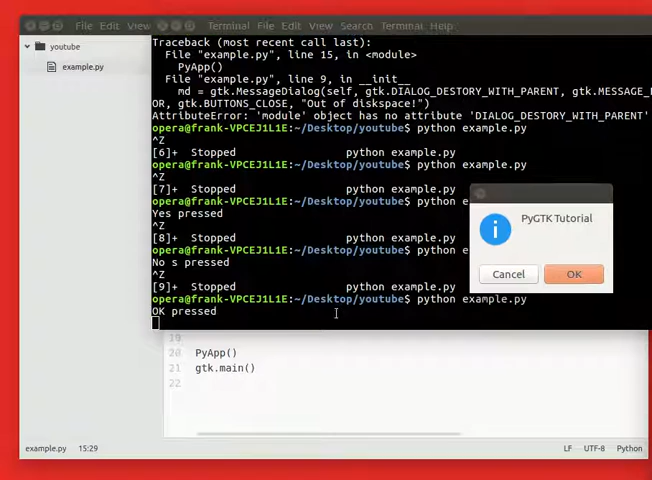 File Edit View
Terminal File Edit View Search Terminal Help
youtube
example.py
Traceback (most recent call last):
File "example.py", line 15, in <module>
PyApp()
File "example.py", line 9, in __init__
md = gtk.MessageDialog(self, gtk.DIALOG_DESTORY_WITH_PARENT, gtk.MESSAGE_
OR, gtk.BUTTONS_CLOSE, "Out of diskspace!")
AttributeError: 'module' object has no attribute 'DIALOG_DESTORY_WITH_PARENT'
opera@frank-VPCEJ1L1E:~/Desktop/youtube$ python example.py
^Z
[6]+ Stopped python example.py
opera@frank-VPCEJ1L1E:~/Desktop/youtube$ python example.py
^Z
[7]+ Stopped python example.py
opera@frank-VPCEJ1L1E:~/Desktop/youtube$ python e
Yes pressed
^Z
[8]+ Stopped python example.py
opera@frank-VPCEJ1L1E:~/Desktop/youtube$ python e
No s pressed
^Z
[9]+ Stopped python example.py
opera@frank-VPCEJ1L1E:~/Desktop/youtube$ python example.py
OK pressed
PyGTK Tutorial
Cancel OK
19
20 PyApp()
21 gtk.main()
22
example.py 15:29 LF UTF-8 Python